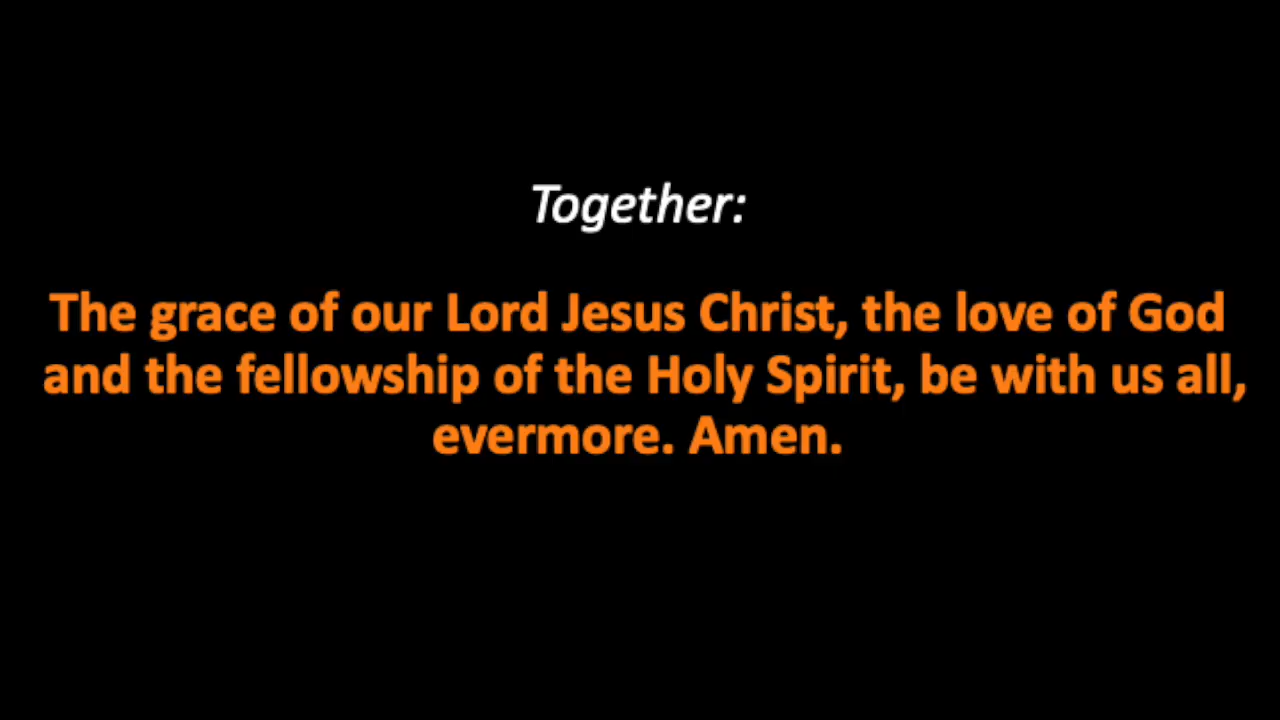 Together:
The grace of our Lord Jesus Christ, the love of God
and the fellowship of the Holy Spirit, be with us all,
evermore. Amen.